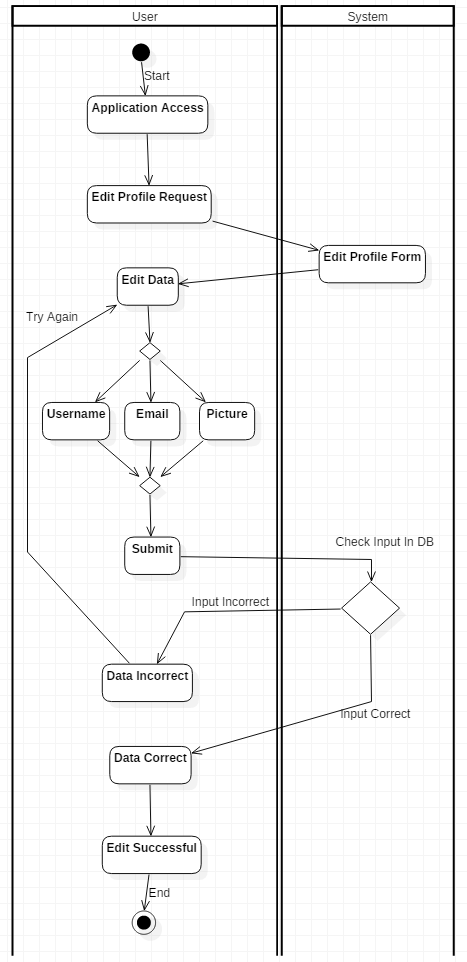 User
System
Start
Application Access
Edit Profile Request
Edit Profile Form
Edit Data
Try Again
Username
Email
Picture
Submit
Check Input In DB
Input Incorrect
Data Incorrect
Input Correct
Data Correct
Edit Successful
End